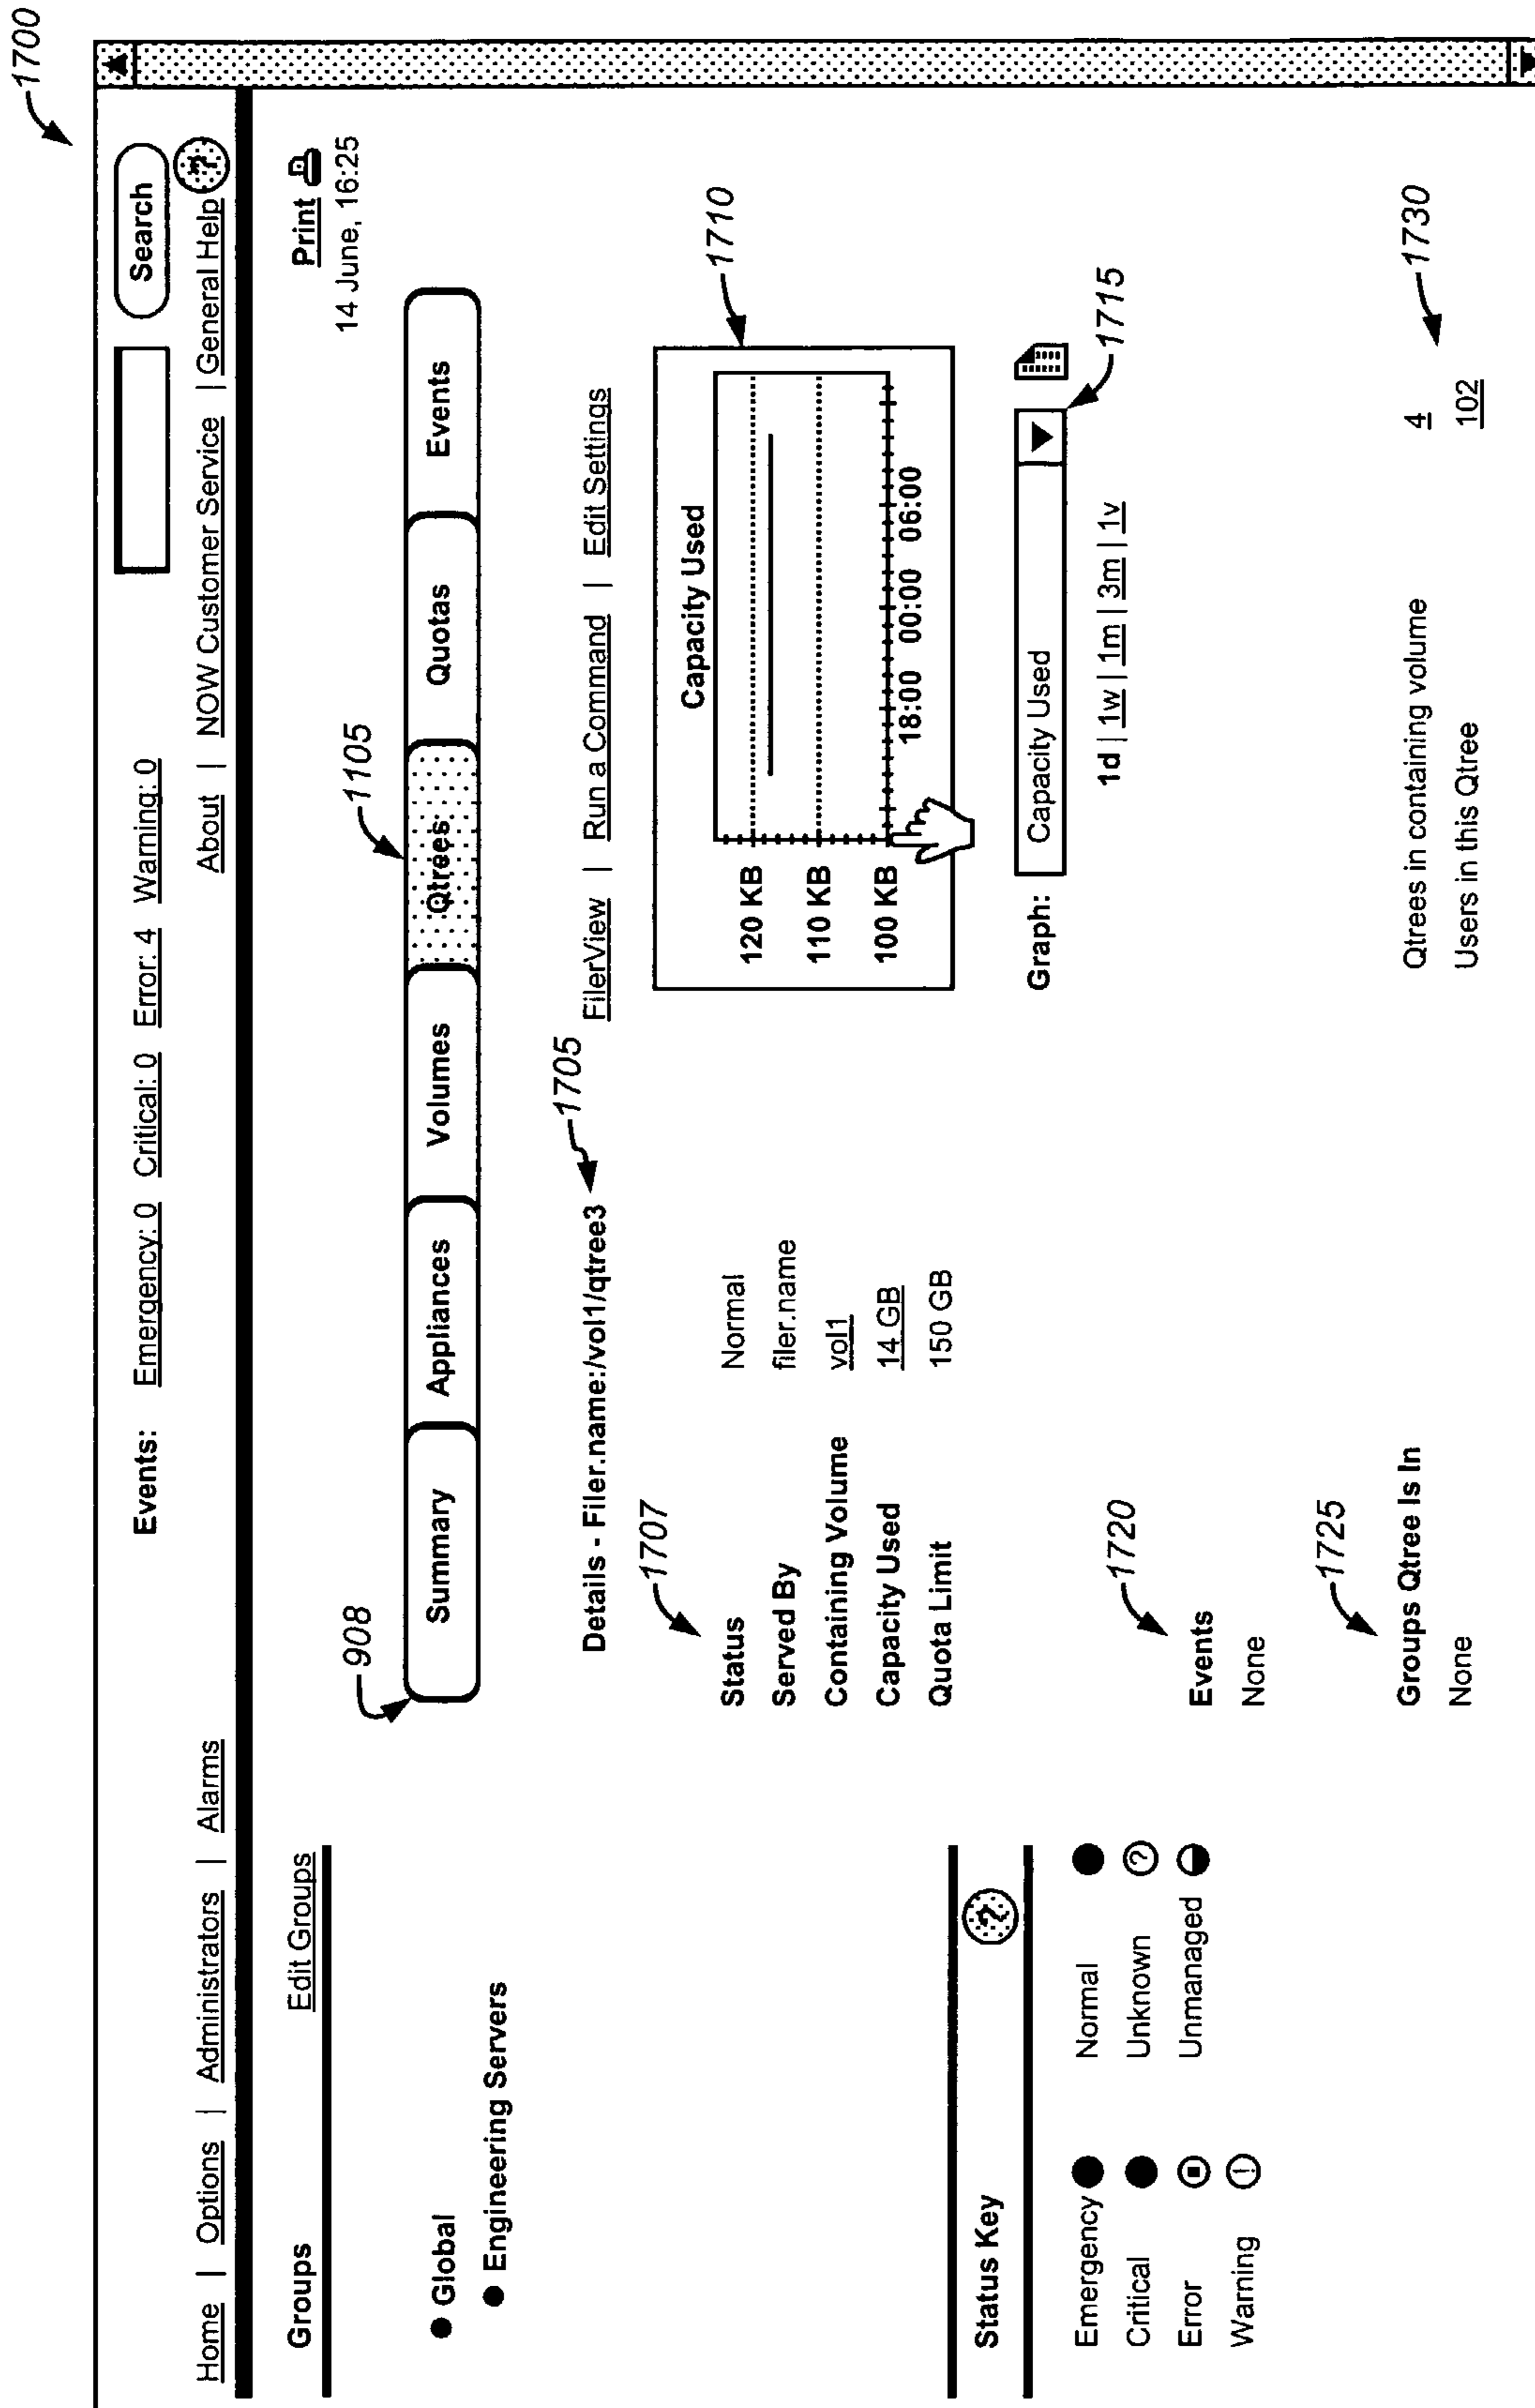 1700
Events: Emergency: 0 Critical: 0 Error: 4 Warning: 0 Search
Home | Options | Administrators | Alarms About | NOW Customer Service | General Help ?
Groups Edit Groups
Print
14 June, 16:25
Global
Engineering Servers
908
1105
Summary Appliances Volumes Qtrees Quotas Events
1705
Details - Filer.name:/vol1/qtree3
FilerView | Run a Command | Edit Settings
1707
Status Normal
Served By filer.name
Containing Volume vol1
Capacity Used 14 GB
Quota Limit 150 GB
1710
Capacity Used
120 KB
110 KB
100 KB
18:00 00:00 06:00
Graph: Capacity Used
1715
1d | 1w | 1m | 3m | 1v
Status Key ?
Emergency Normal
Critical Unknown ?
Error Unmanaged
Warning !
1720
Events
None
1725
Groups Qtree Is In
None
1730
Qtrees in containing volume 4
Users in this Qtree 102